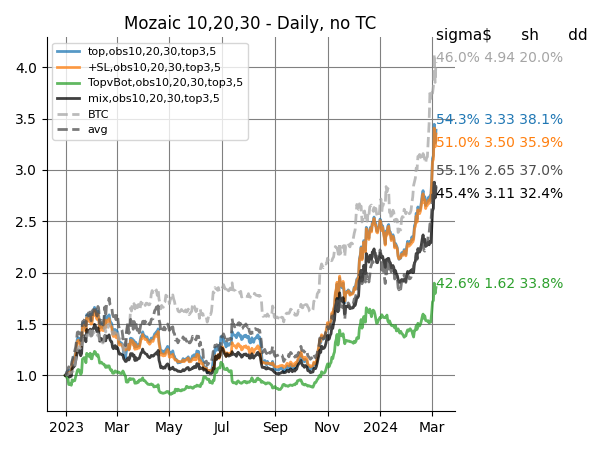 Mozaic 10,20,30 - Daily, no TC
sigma$ sh dd
top,obs10,20,30,top3,5
+SL,obs10,20,30,top3,5
TopvBot,obs10,20,30,top3,5
mix,obs10,20,30,top3,5
BTC
avg
46.0% 4.94 20.0%
54.3% 3.33 38.1%
51.0% 3.50 35.9%
55.1% 2.65 37.0%
45.4% 3.11 32.4%
42.6% 1.62 33.8%
4.0
3.5
3.0
2.5
2.0
1.5
1.0
2023 Mar May Jul Sep Nov 2024 Mar